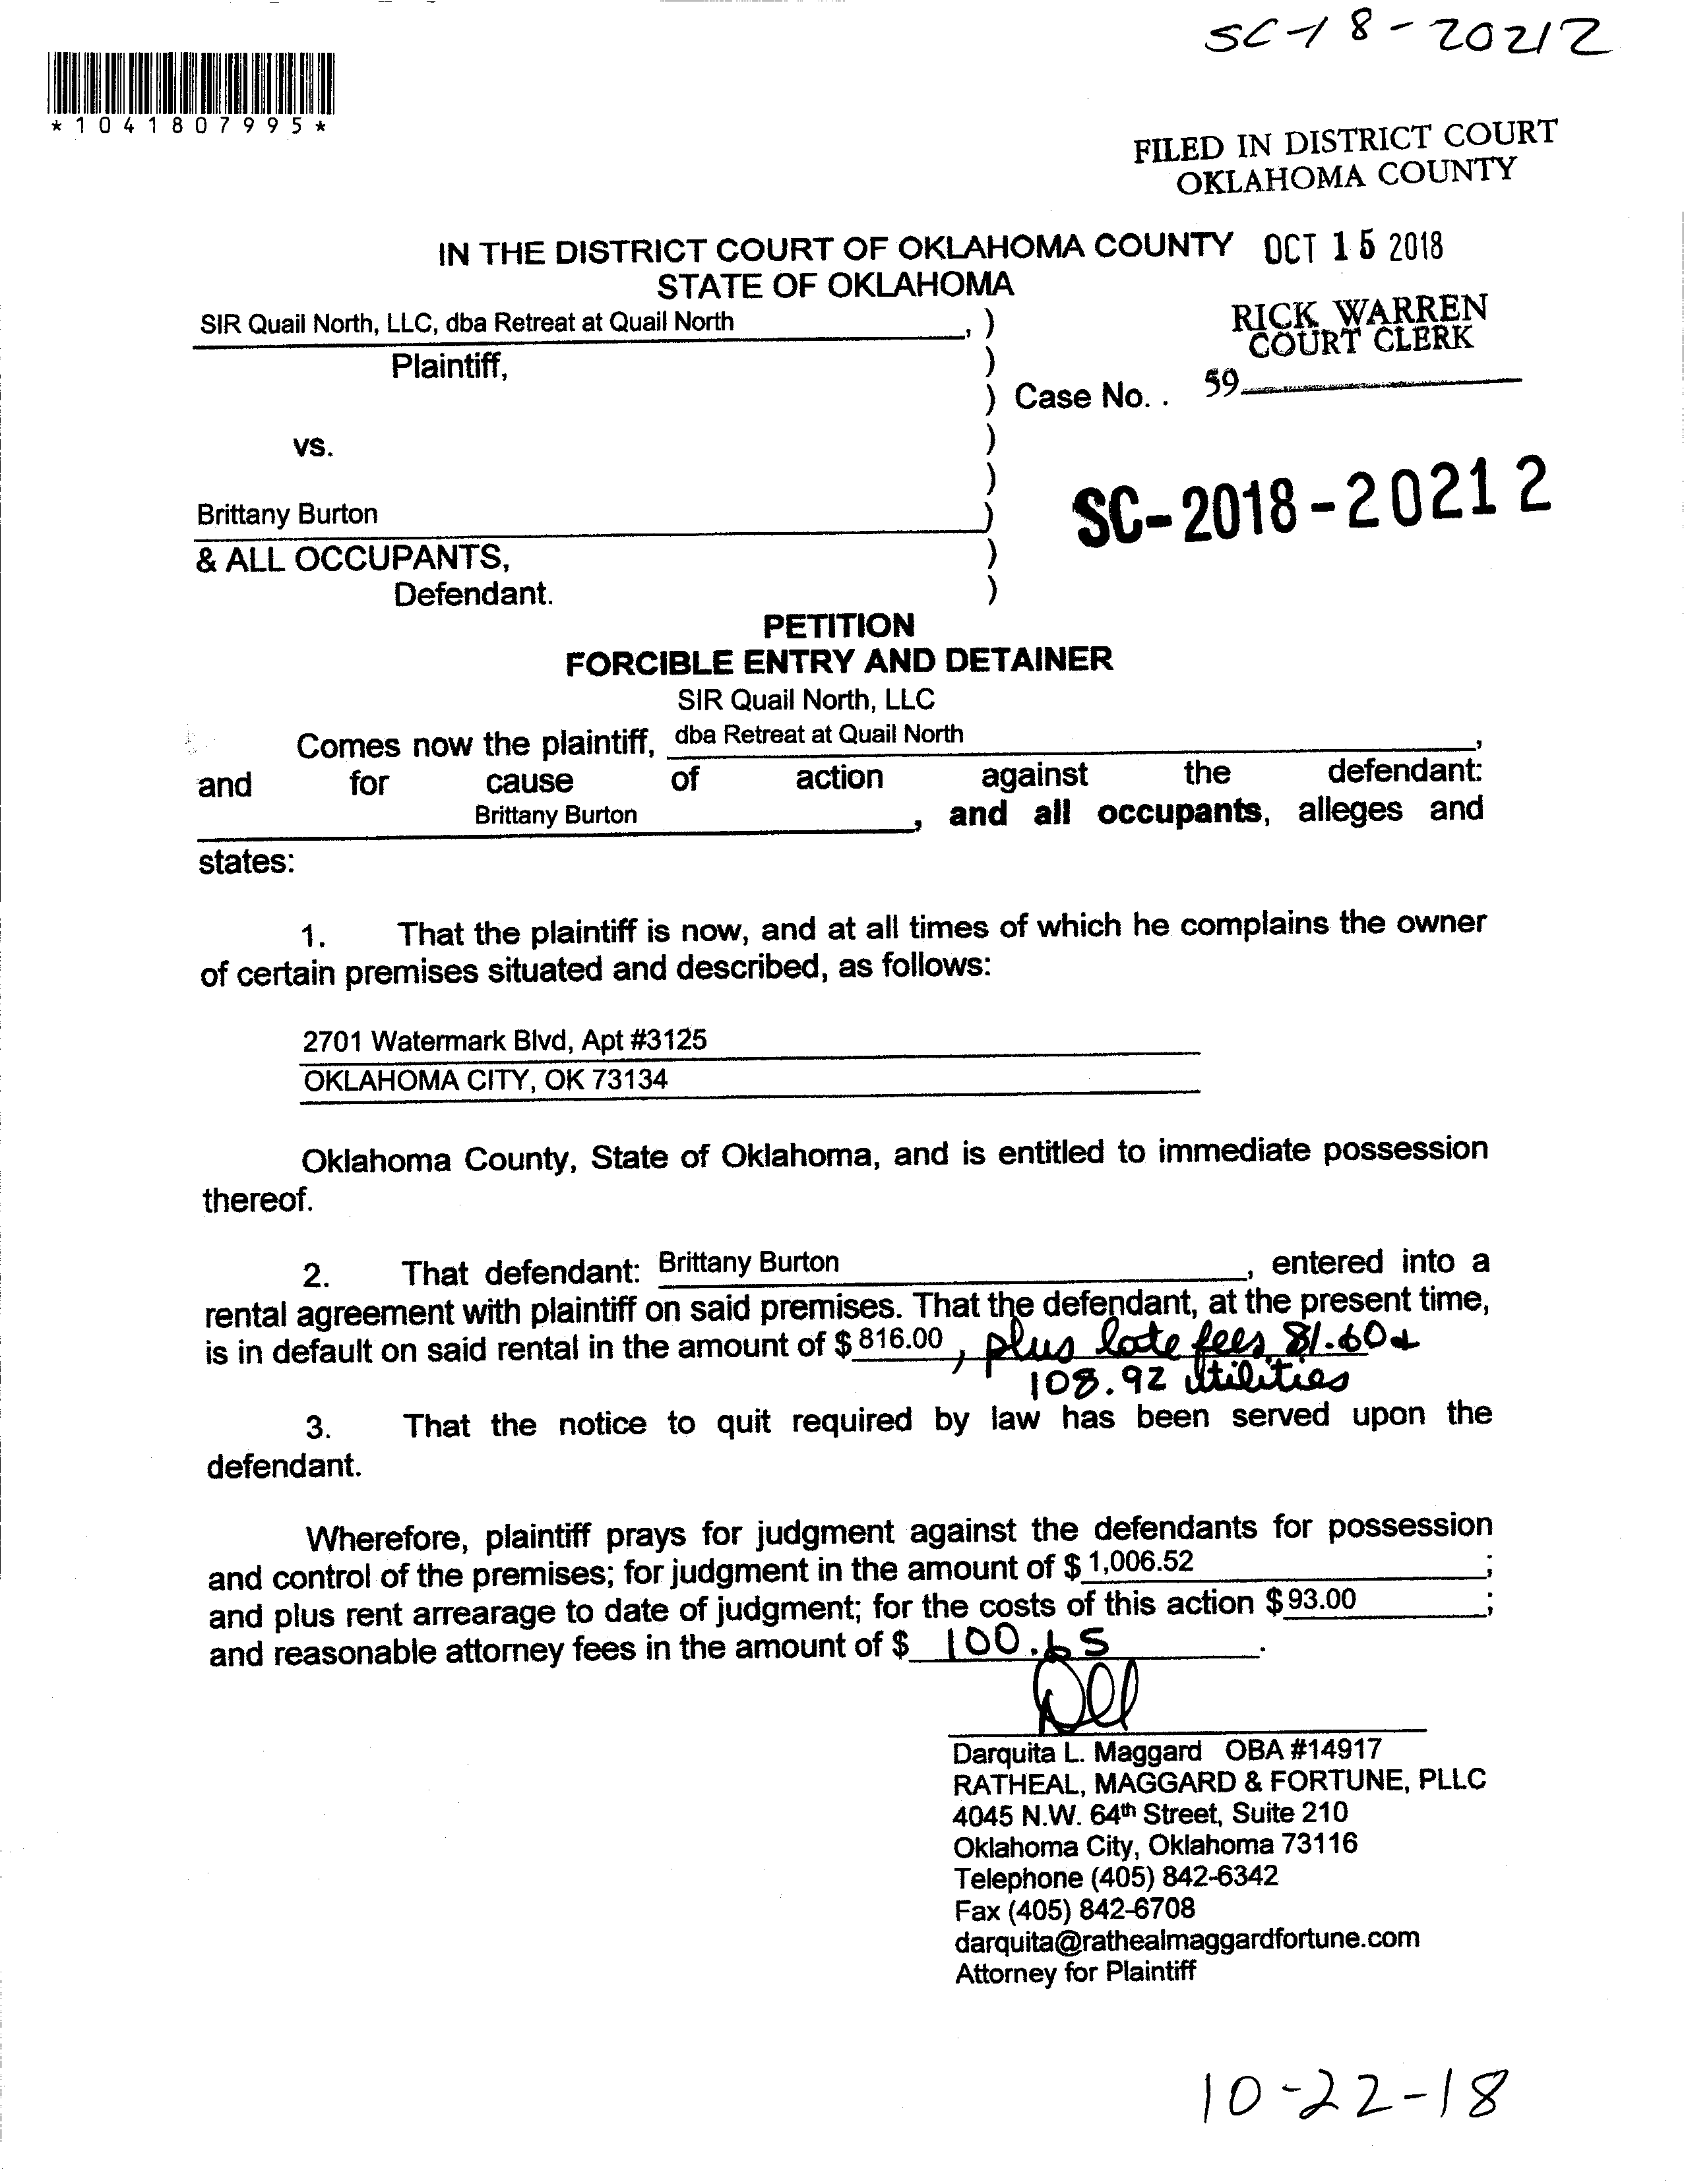 SC-18-20212
*1041807995*
FILED IN DISTRICT COURT
OKLAHOMA COUNTY
IN THE DISTRICT COURT OF OKLAHOMA COUNTY OCT 15 2018
STATE OF OKLAHOMA
SIR Quail North, LLC, dba Retreat at Quail North , )
RICK WARREN
COURT CLERK
Plaintiff, )
) Case No. . 59
vs. )
)
SC-2018-20212
Brittany Burton )
& ALL OCCUPANTS, )
Defendant. )
PETITION
FORCIBLE ENTRY AND DETAINER
SIR Quail North, LLC
Comes now the plaintiff, dba Retreat at Quail North ,
and for cause of action against the defendant:
Brittany Burton , and all occupants, alleges and
states:
1. That the plaintiff is now, and at all times of which he complains the owner
of certain premises situated and described, as follows:
2701 Watermark Blvd, Apt #3125
OKLAHOMA CITY, OK 73134
Oklahoma County, State of Oklahoma, and is entitled to immediate possession
thereof.
2. That defendant: Brittany Burton , entered into a
rental agreement with plaintiff on said premises. That the defendant, at the present time,
is in default on said rental in the amount of $ 816.00 , plus late fees 81.60 +
108.92 utilities
3. That the notice to quit required by law has been served upon the
defendant.
Wherefore, plaintiff prays for judgment against the defendants for possession
and control of the premises; for judgment in the amount of $ 1,006.52 ;
and plus rent arrearage to date of judgment; for the costs of this action $ 93.00 ;
and reasonable attorney fees in the amount of $ 100.65 .
Darquita L. Maggard OBA #14917
RATHEAL, MAGGARD & FORTUNE, PLLC
4045 N.W. 64th Street, Suite 210
Oklahoma City, Oklahoma 73116
Telephone (405) 842-6342
Fax (405) 842-6708
darquita@rathealmaggardfortune.com
Attorney for Plaintiff
10-22-18